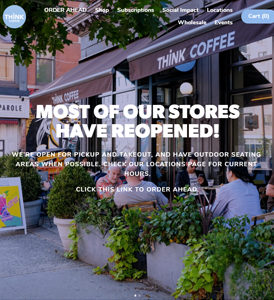 THINK
ORDER AHEAD Shop Subscriptions Social Impact Locations
Wholesale Events
Cart (0)
THINK COFFEE
THINK COFFEE
PAROLE
MOST OF OUR STORES
HAVE REOPENED!
WE'RE OPEN FOR PICKUP AND TAKEOUT, AND HAVE OUTDOOR SEATING
AREAS WHEN POSSIBLE. CHECK OUR LOCATIONS PAGE FOR CURRENT
HOURS.
CLICK THIS LINK TO ORDER AHEAD.